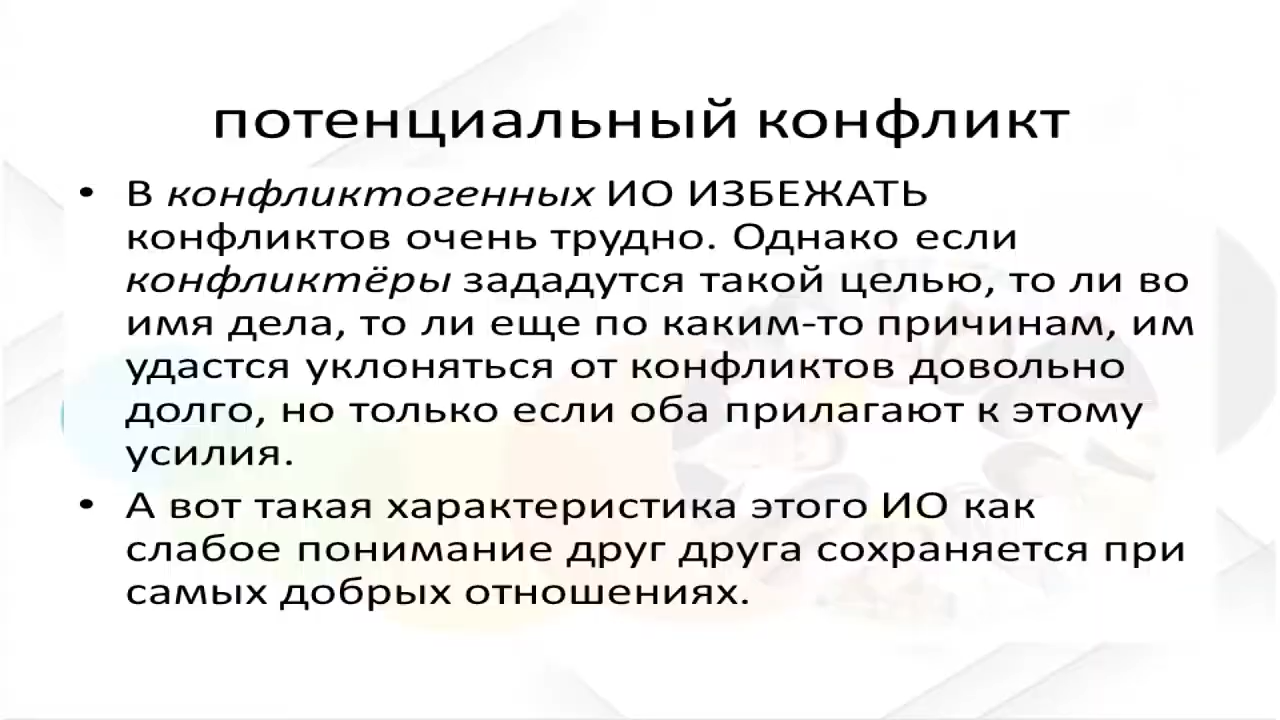 потенциальный конфликт
• В конфликтогенных ИО ИЗБЕЖАТЬ
конфликтов очень трудно. Однако если
конфликтёры зададутся такой целью, то ли во
имя дела, то ли еще по каким-то причинам, им
удастся уклоняться от конфликтов довольно
долго, но только если оба прилагают к этому
усилия.
• А вот такая характеристика этого ИО как
слабое понимание друг друга сохраняется при
самых добрых отношениях.